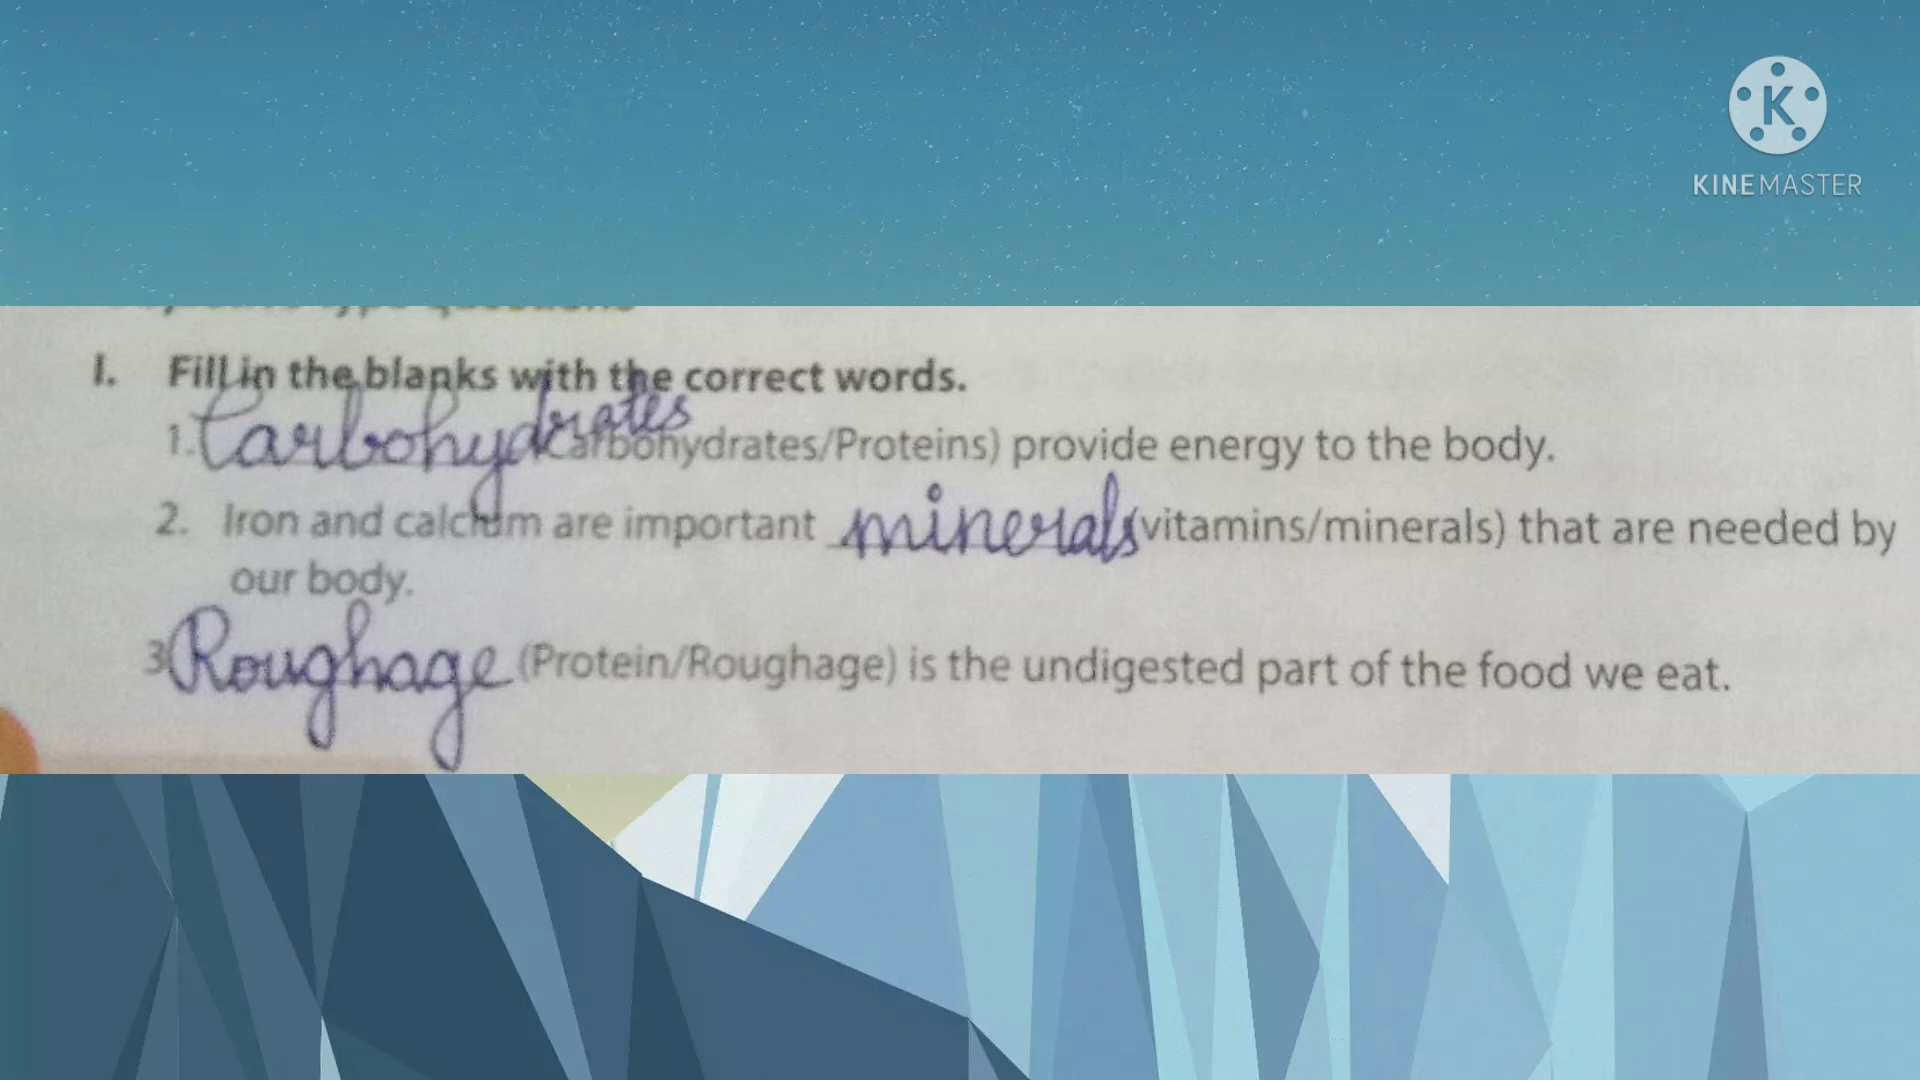 KINEMASTER
I. Fill in the blanks with the correct words.
1. Carbohydrates (Carbohydrates/Proteins) provide energy to the body.
2. Iron and calcium are important minerals (vitamins/minerals) that are needed by
our body.
3 Roughage (Protein/Roughage) is the undigested part of the food we eat.